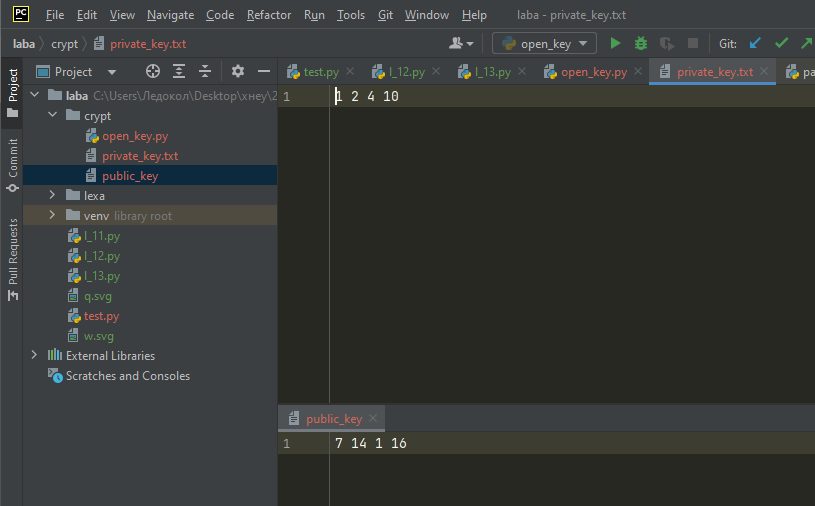 PC File Edit View Navigate Code Refactor Run Tools Git Window Help laba - private_key.txt
laba crypt private_key.txt open_key Git:
Project
Commit
Pull Requests
Project
laba C:\Users\Ледокол\Desktop\хнеу\2
crypt
open_key.py
private_key.txt
public_key
lexa
venv library root
l_11.py
l_12.py
l_13.py
q.svg
test.py
w.svg
External Libraries
Scratches and Consoles
test.py l_12.py l_13.py open_key.py private_key.txt pa
1 1 2 4 10
public_key
1 7 14 1 16